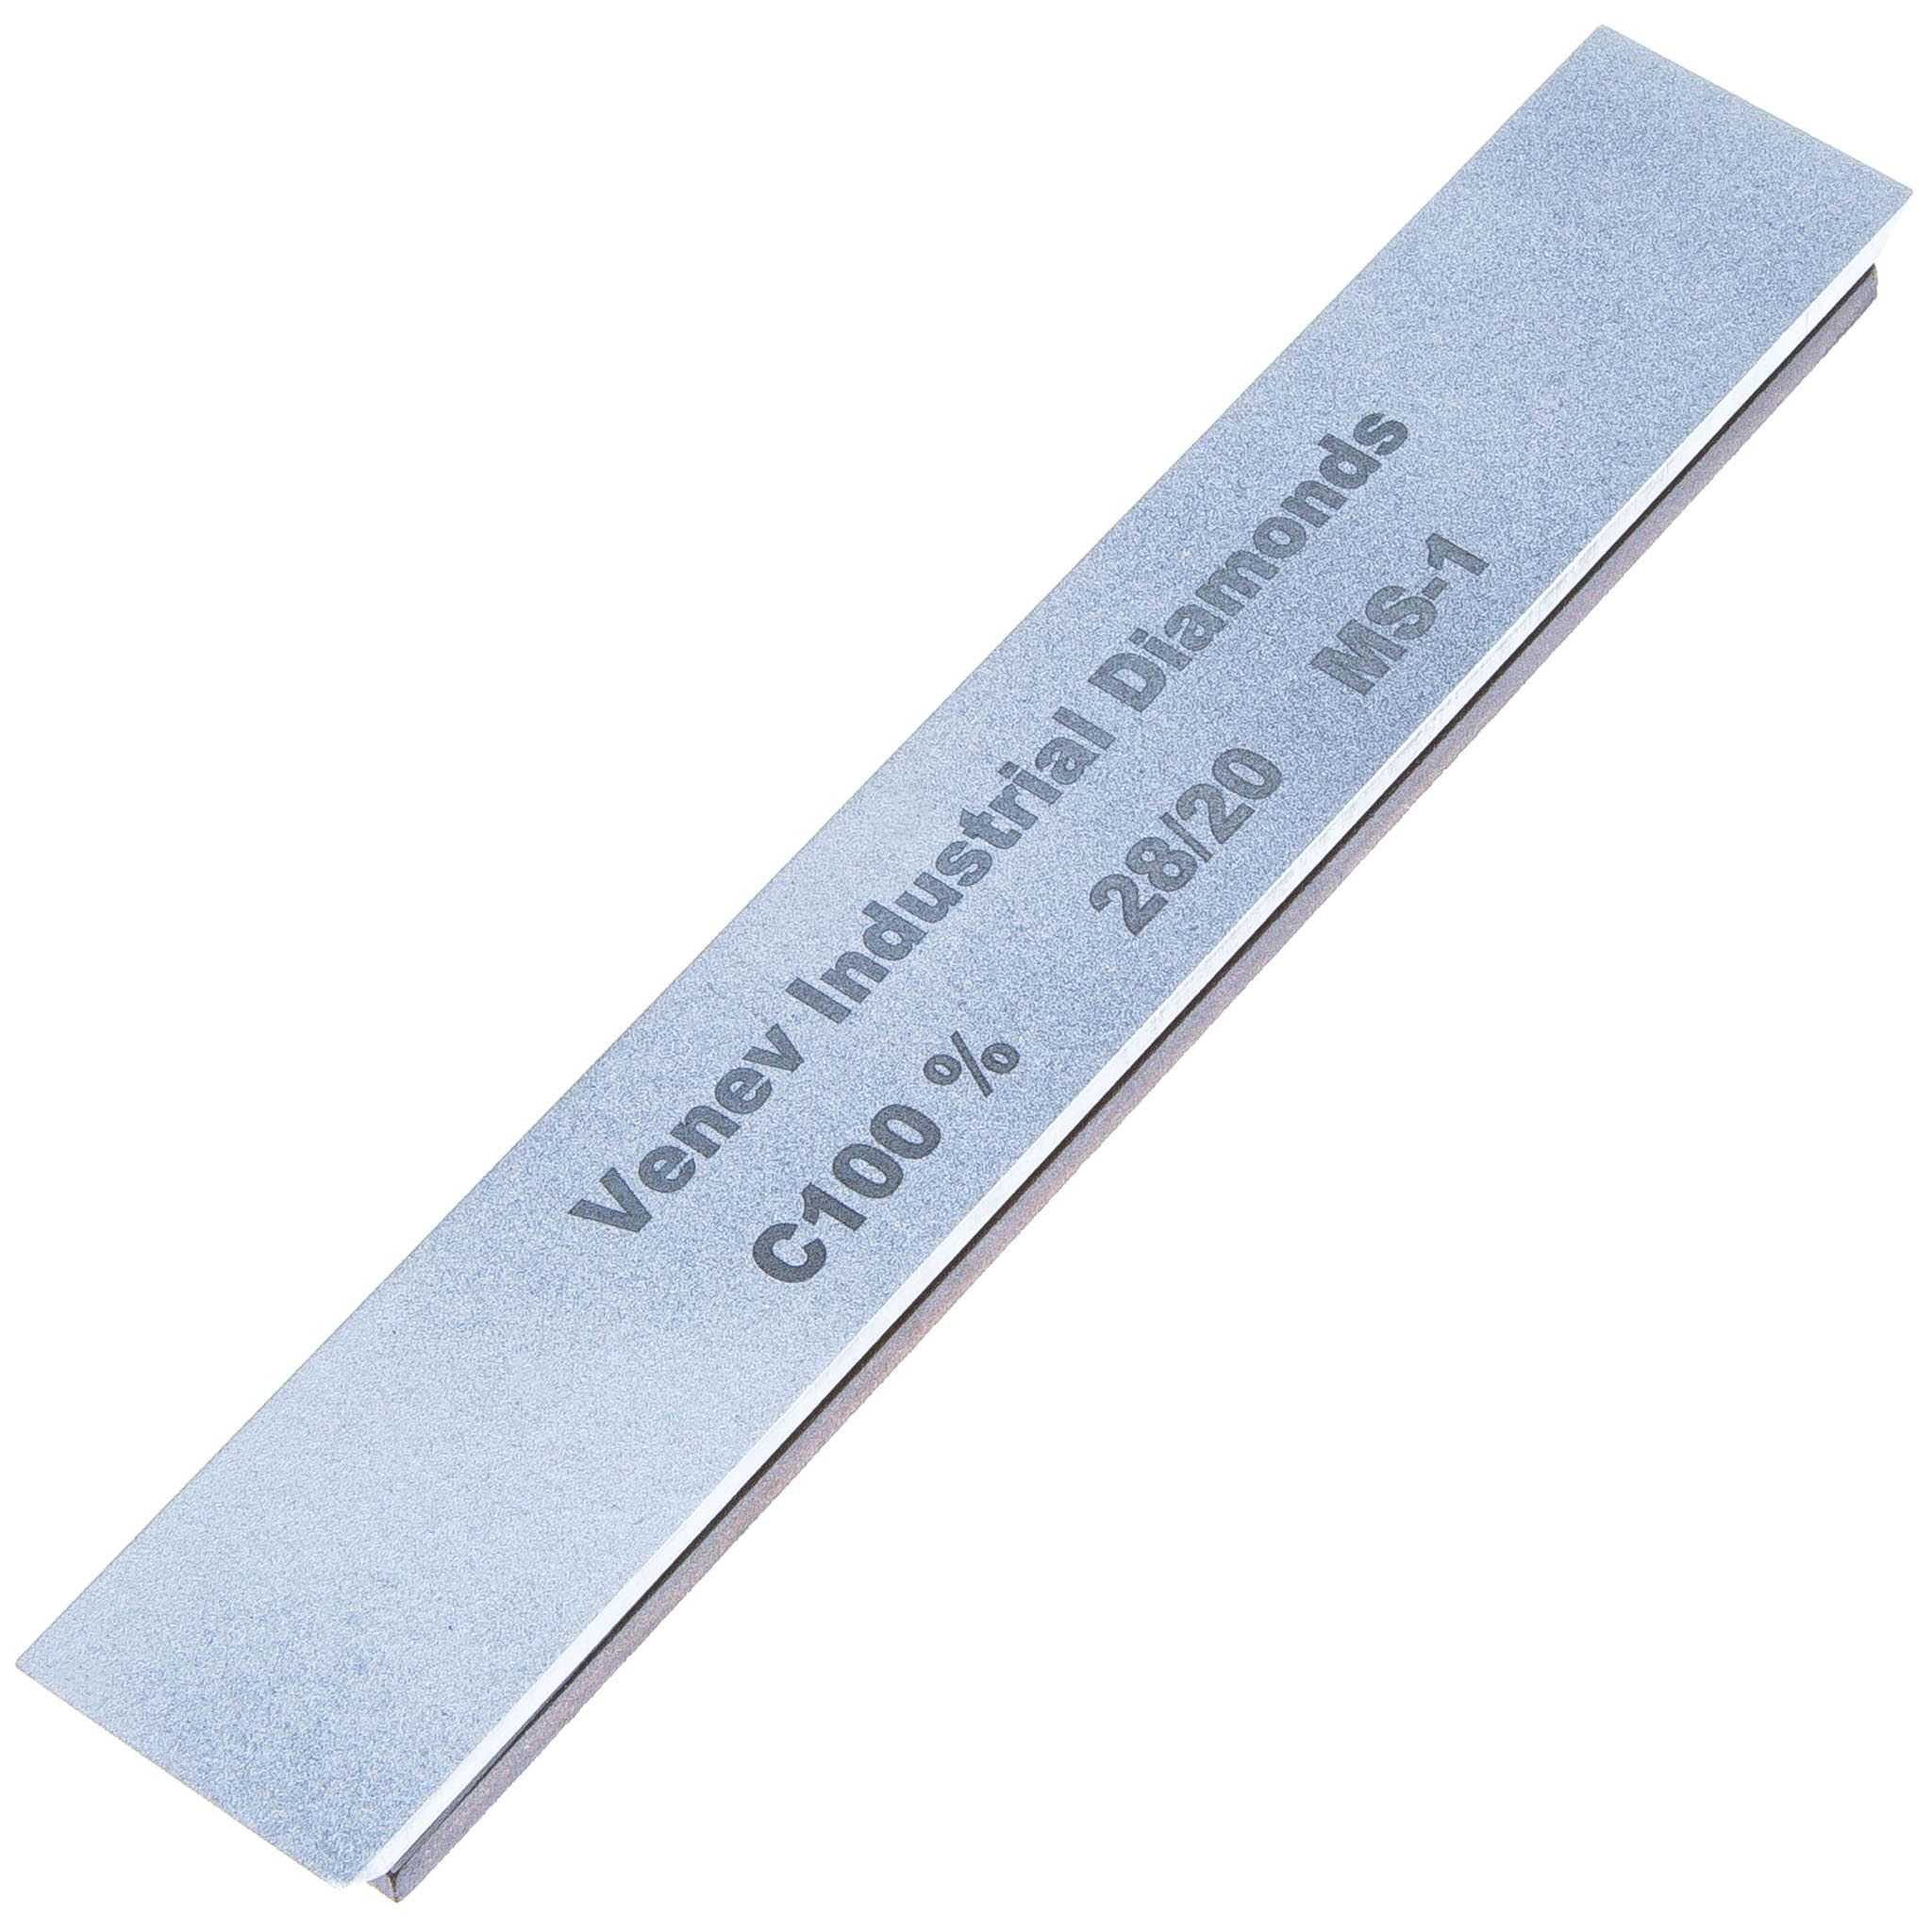 Venev Industrial Diamonds
C100 % 28/20 MS-1